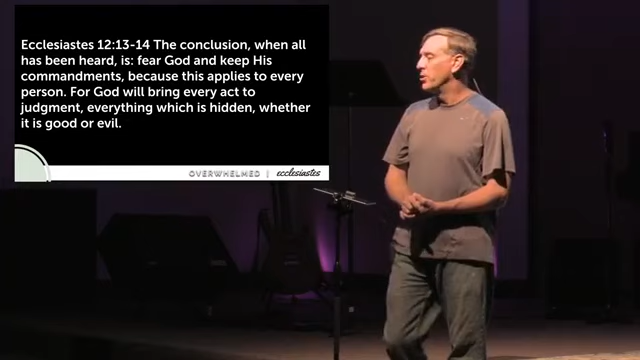 Ecclesiastes 12:13-14 The conclusion, when all
has been heard, is: fear God and keep His
commandments, because this applies to every
person. For God will bring every act to
judgment, everything which is hidden, whether
it is good or evil.
OVERWHELMED | ecclesiastes